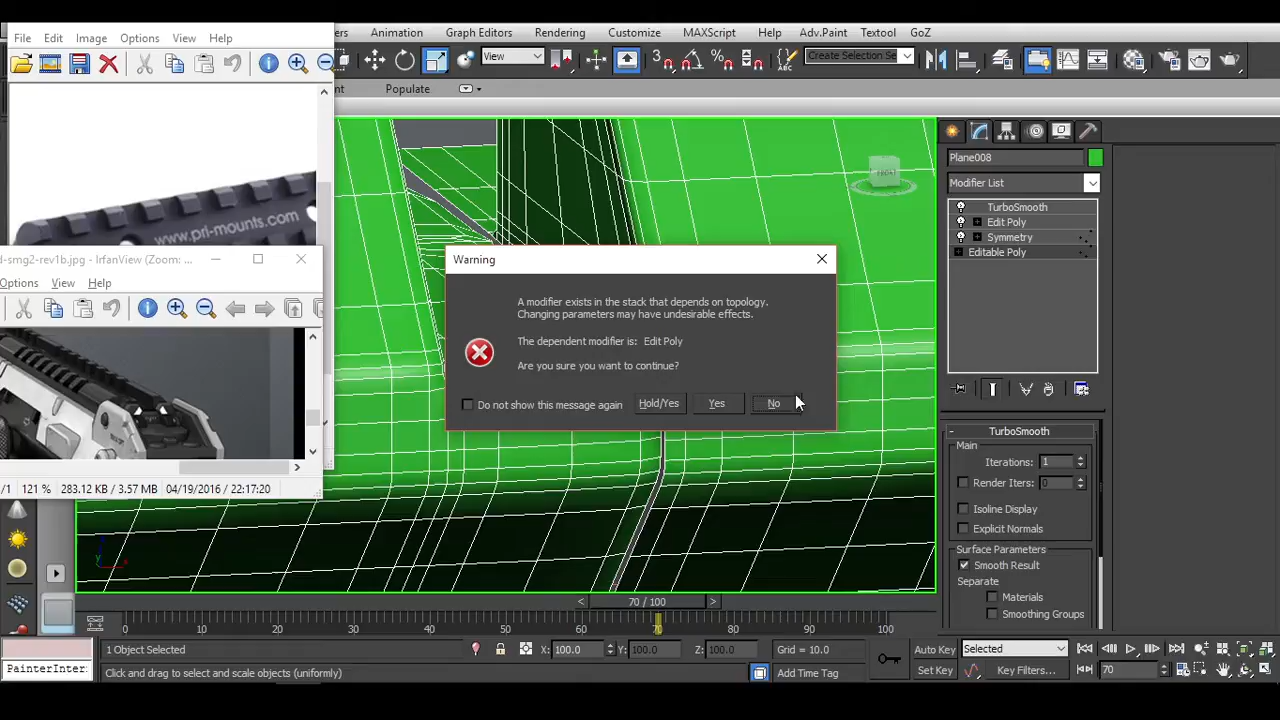 File Edit Image Options View Help
Animation Graph Editors Rendering Customize MAXScript Help Adv.Paint Textool GoZ
View
Create Selection Se
Populate
www.pri-mounts.com
d-smg2-rev1b.jpg - IrfanView (Zoom: ...
Options View Help
/1 121 % 283.12 KB / 3.57 MB 04/19/2016 / 22:17:20
FRONT
Warning
A modifier exists in the stack that depends on topology.
Changing parameters may have undesirable effects.
The dependent modifier is: Edit Poly
Are you sure you want to continue?
Do not show this message again
Hold/Yes Yes No
Plane008
Modifier List
TurboSmooth
Edit Poly
Symmetry
Editable Poly
TurboSmooth
Main
Iterations: 1
Render Iters: 0
Isoline Display
Explicit Normals
Surface Parameters
Smooth Result
Separate
Materials
Smoothing Groups
70 / 100
0 10 20 30 40 50 60 70 80 90 100
1 Object Selected
X: 100.0 Y: 100.0 Z: 100.0
Grid = 10.0
Auto Key Selected
PainterInter
Click and drag to select and scale objects (uniformly)
Add Time Tag
Set Key Key Filters... 70